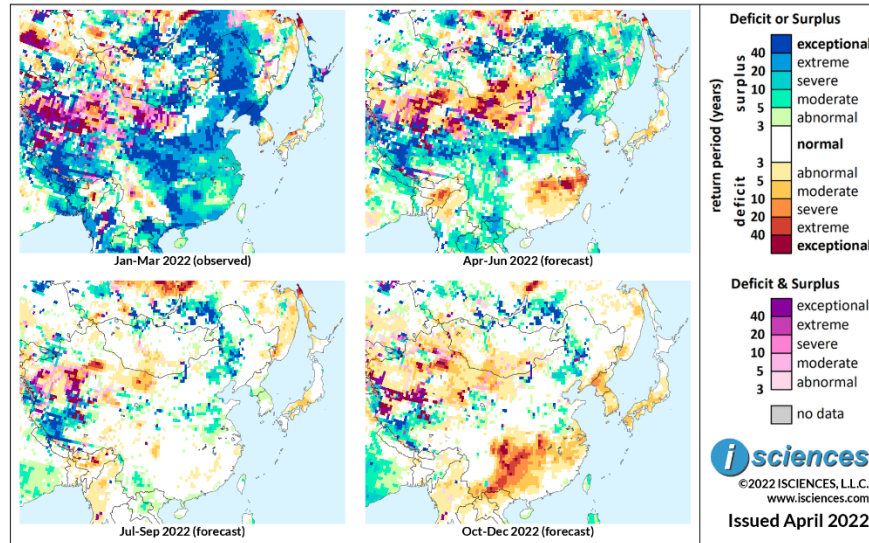 Jan-Mar 2022 (observed)
Apr-Jun 2022 (forecast)
Jul-Sep 2022 (forecast)
Oct-Dec 2022 (forecast)
Deficit or Surplus
return period (years)
surplus
deficit
exceptional
40
extreme
20
severe
10
moderate
5
abnormal
3
normal
3
abnormal
5
moderate
10
severe
20
extreme
40
exceptional
Deficit & Surplus
exceptional
40
extreme
20
severe
10
moderate
5
abnormal
3
no data
i sciences
©2022 ISCIENCES, L.L.C.
www.isciences.com
Issued April 2022